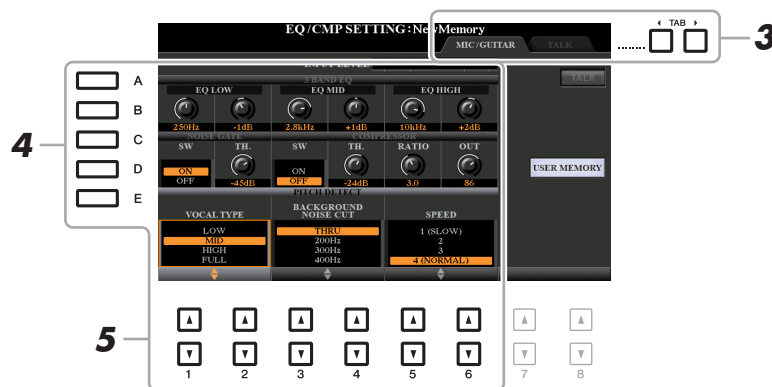 EQ/CMP SETTING:NewMemory
MIC/GUITAR TALK
TAB
3
INPUT LEVEL
3 BAND EQ
TALK
EQ LOW EQ MID EQ HIGH
250Hz -1dB 2.8kHz +1dB 10kHz +2dB
NOISE GATE COMPRESSOR
SW TH. SW TH. RATIO OUT
ON ON
OFF -45dB OFF -24dB 3.0 86
PITCH DETECT
VOCAL TYPE BACKGROUND NOISE CUT SPEED
LOW THRU 1 (SLOW)
MID 200Hz 2
HIGH 300Hz 3
FULL 400Hz 4 (NORMAL)
USER MEMORY
A
B
C
D
E
4
5
1 2 3 4 5 6 7 8